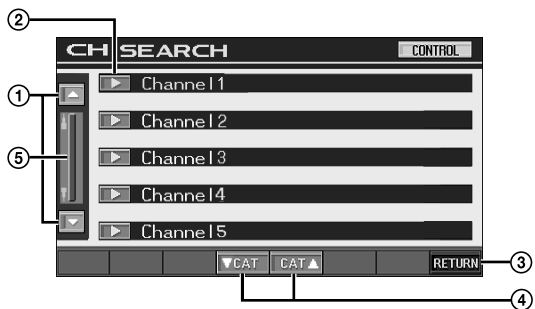 ②
CH SEARCH CONTROL
① Channel1
Channel2
⑤ Channel3
Channel4
Channel5
▼CAT CAT▲ RETURN ③
④